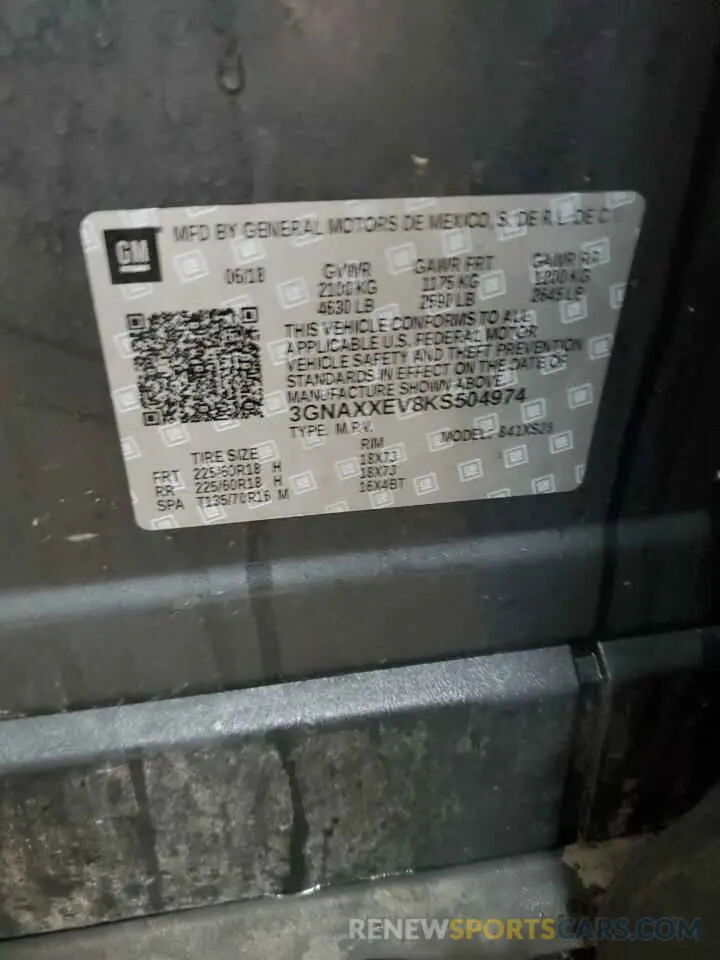 GM
MFD BY GENERAL MOTORS DE MEXICO, S. DE R.L. DE C.V.
06/18 GVWR GAWR FRT GAWR RR
2100 KG 1175 KG 1200 KG
4630 LB 2590 LB 2645 LB
THIS VEHICLE CONFORMS TO ALL
APPLICABLE U.S. FEDERAL MOTOR
VEHICLE SAFETY AND THEFT PREVENTION
STANDARDS IN EFFECT ON THE DATE OF
MANUFACTURE SHOWN ABOVE.
3GNAXXEV8KS504974
TYPE: M.P.V. MODEL:
TIRE SIZE RIM
FRT 225/60R18 H 18X7J
RR 225/60R18 H 18X7J
SPA T135/70R16 M 16X4BT
RENEWSPORTSCARS.COM